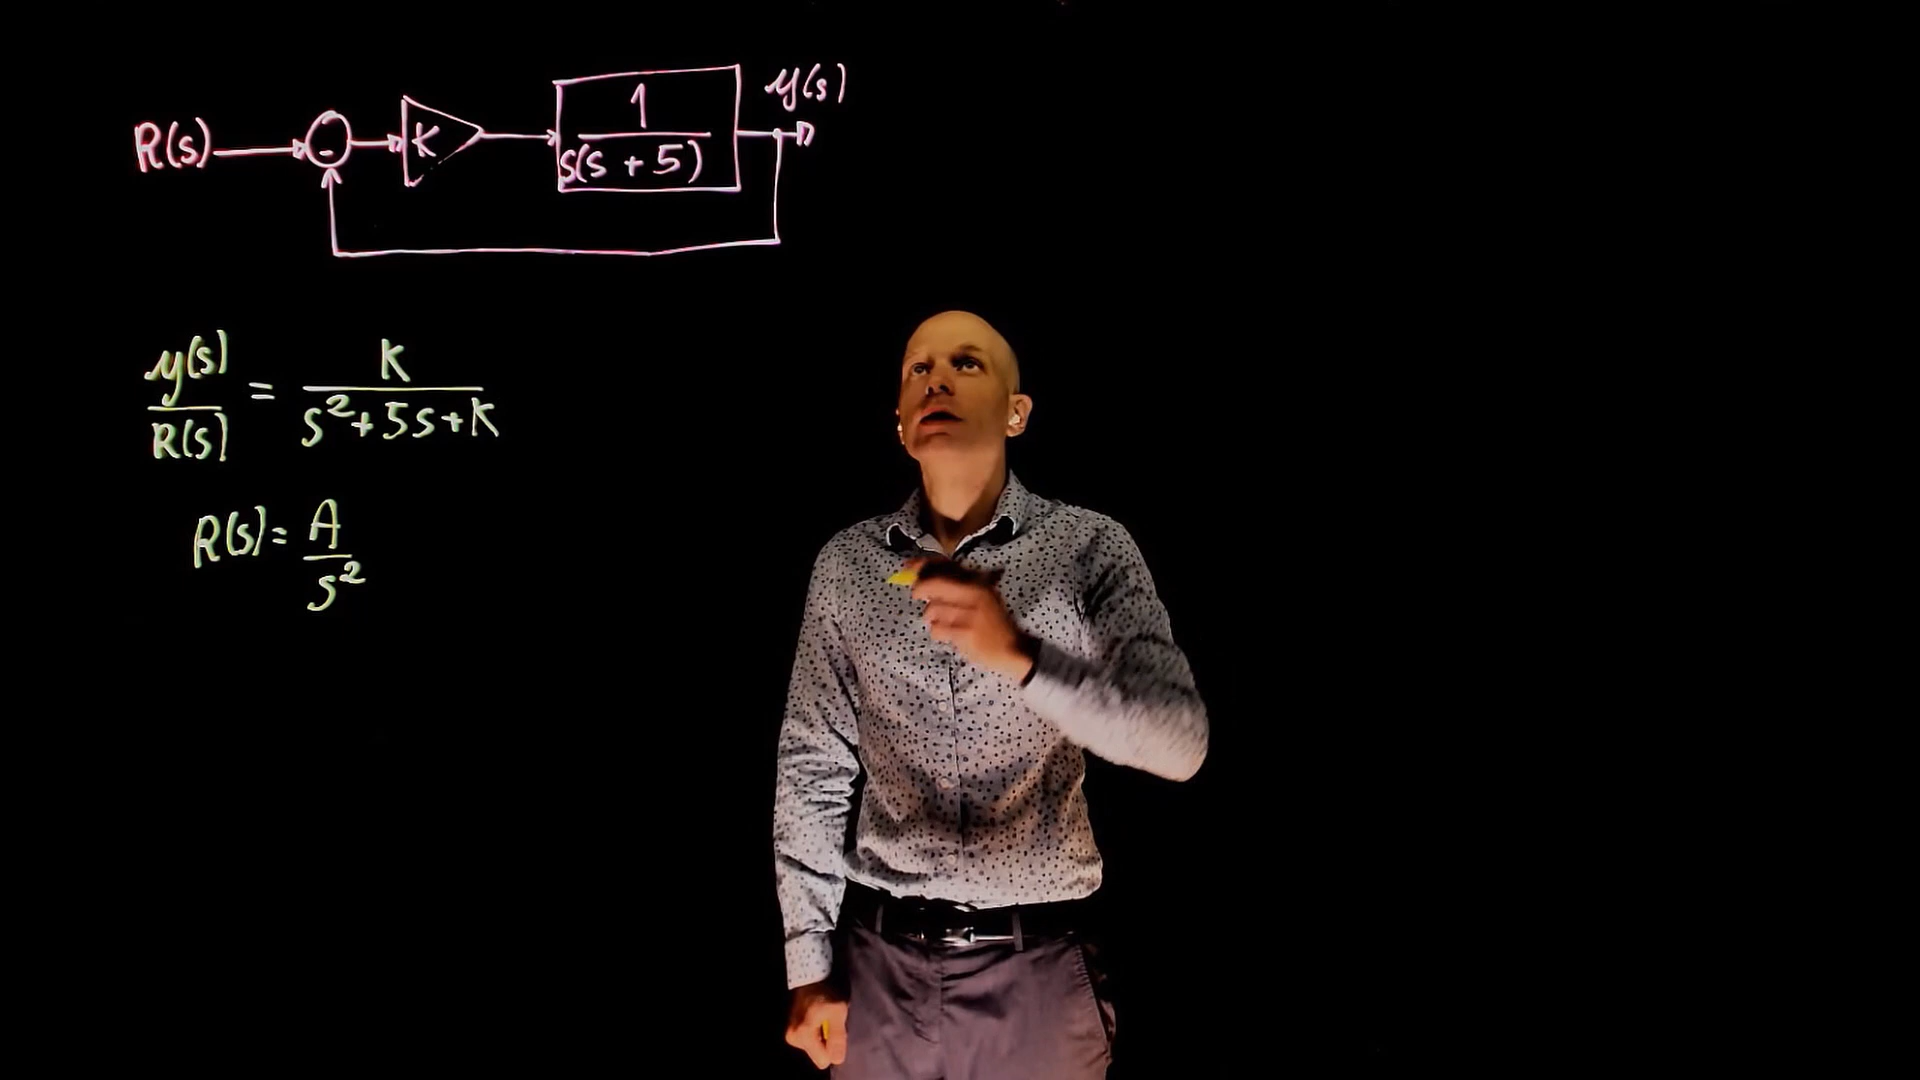 R(s) - K 1/s(s + 5) y(s)
y(s)/R(s) = K/s²+5s+K
R(s) = A/s²